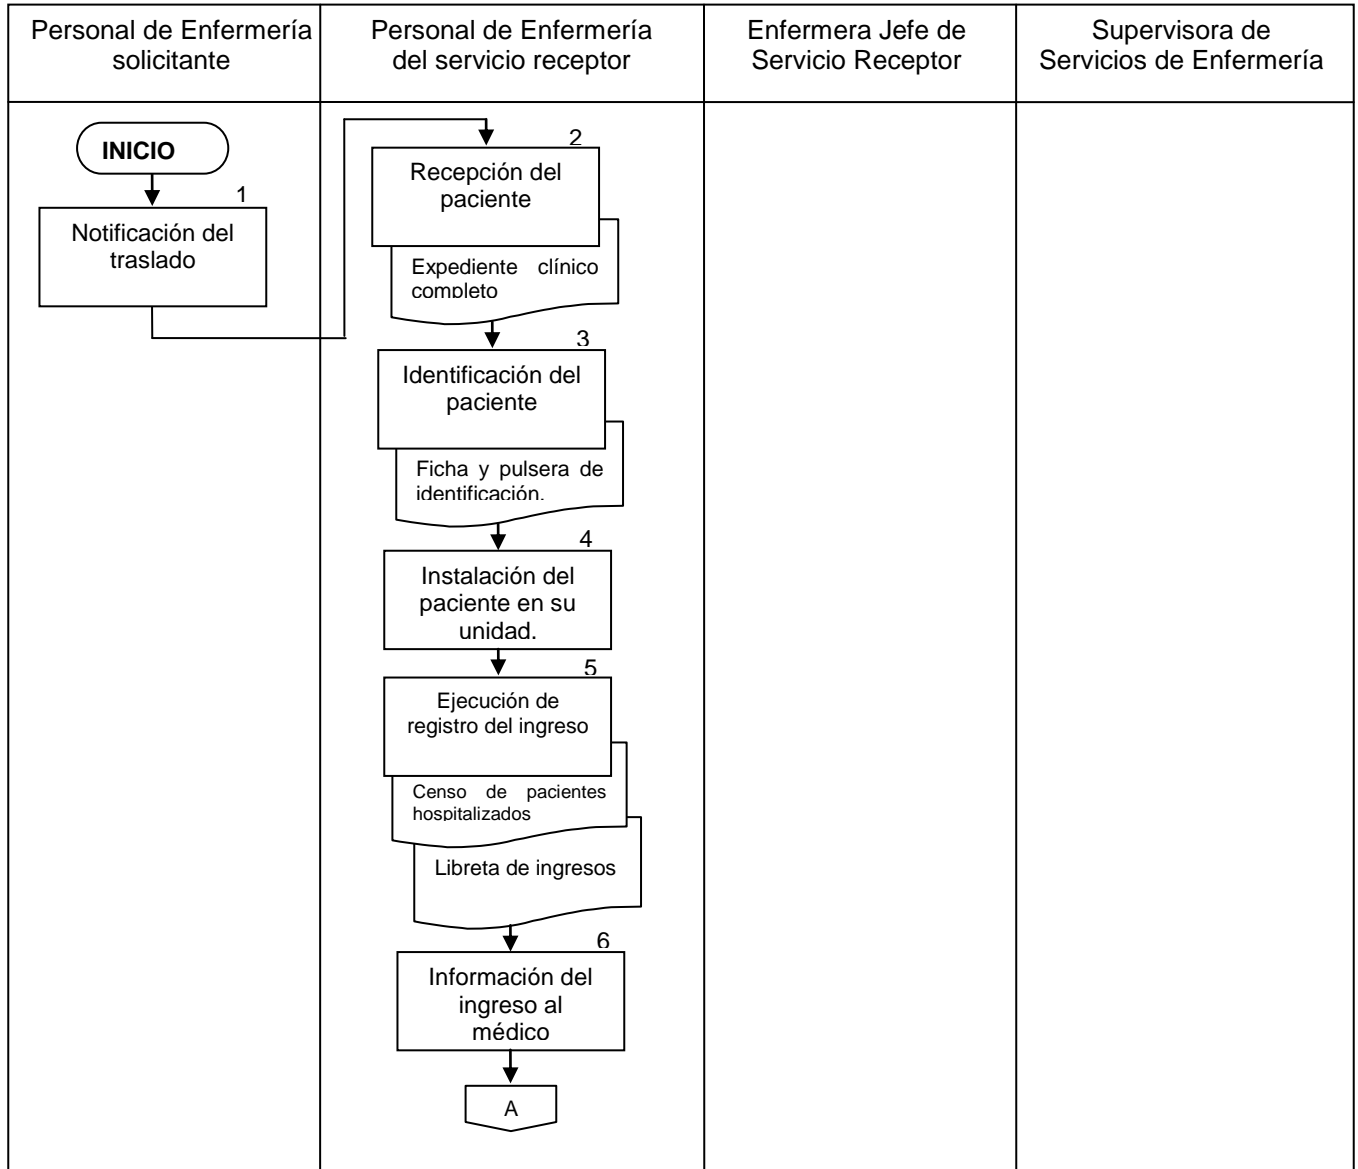 Personal de Enfermería
solicitante
Personal de Enfermería
del servicio receptor
Enfermera Jefe de
Servicio Receptor
Supervisora de
Servicios de Enfermería
INICIO
1
Notificación del
traslado
2
Recepción del
paciente
Expediente clínico
completo
3
Identificación del
paciente
Ficha y pulsera de
identificación.
4
Instalación del
paciente en su
unidad.
5
Ejecución de
registro del ingreso
Censo de pacientes
hospitalizados
Libreta de ingresos
6
Información del
ingreso al
médico
A